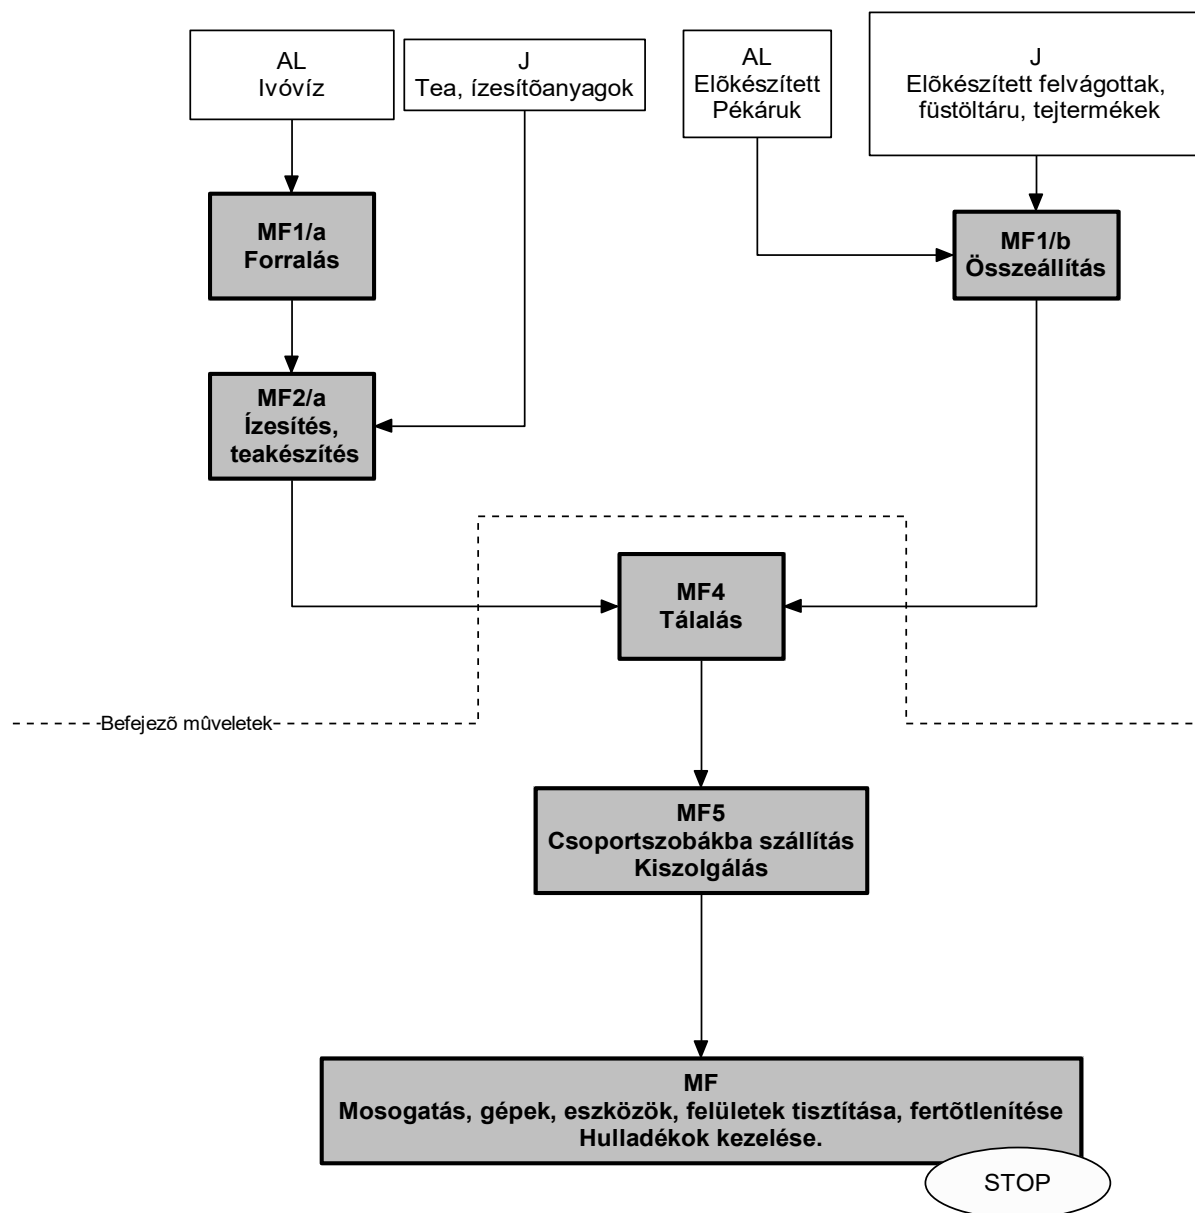 AL
Ivóvíz
J
Tea, ízesítõanyagok
AL
Elõkészített
Pékáruk
J
Elõkészített felvágottak,
füstöltáru, tejtermékek
MF1/a
Forralás
MF1/b
Összeállítás
MF2/a
Ízesítés,
teakészítés
MF4
Tálalás
Befejezõ mûveletek
MF5
Csoportszobákba szállítás
Kiszolgálás
MF
Mosogatás, gépek, eszközök, felületek tisztítása, fertõtlenítése
Hulladékok kezelése.
STOP